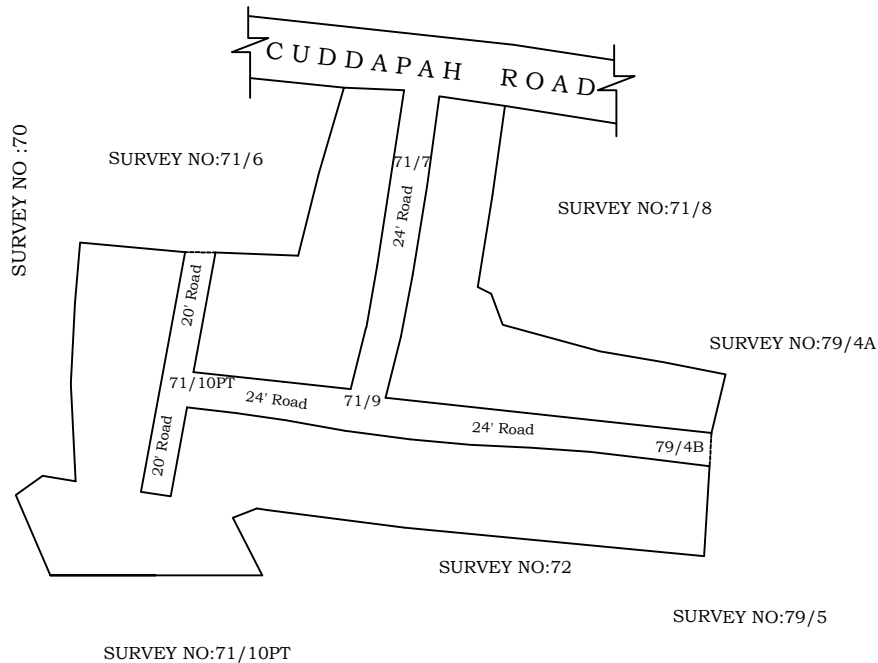 CUDDAPAH ROAD
SURVEY NO :70
SURVEY NO:71/6
71/7
24' Road
SURVEY NO:71/8
20' Road
SURVEY NO:79/4A
71/10PT
24' Road
71/9
24' Road
79/4B
20' Road
SURVEY NO:72
SURVEY NO:79/5
SURVEY NO:71/10PT